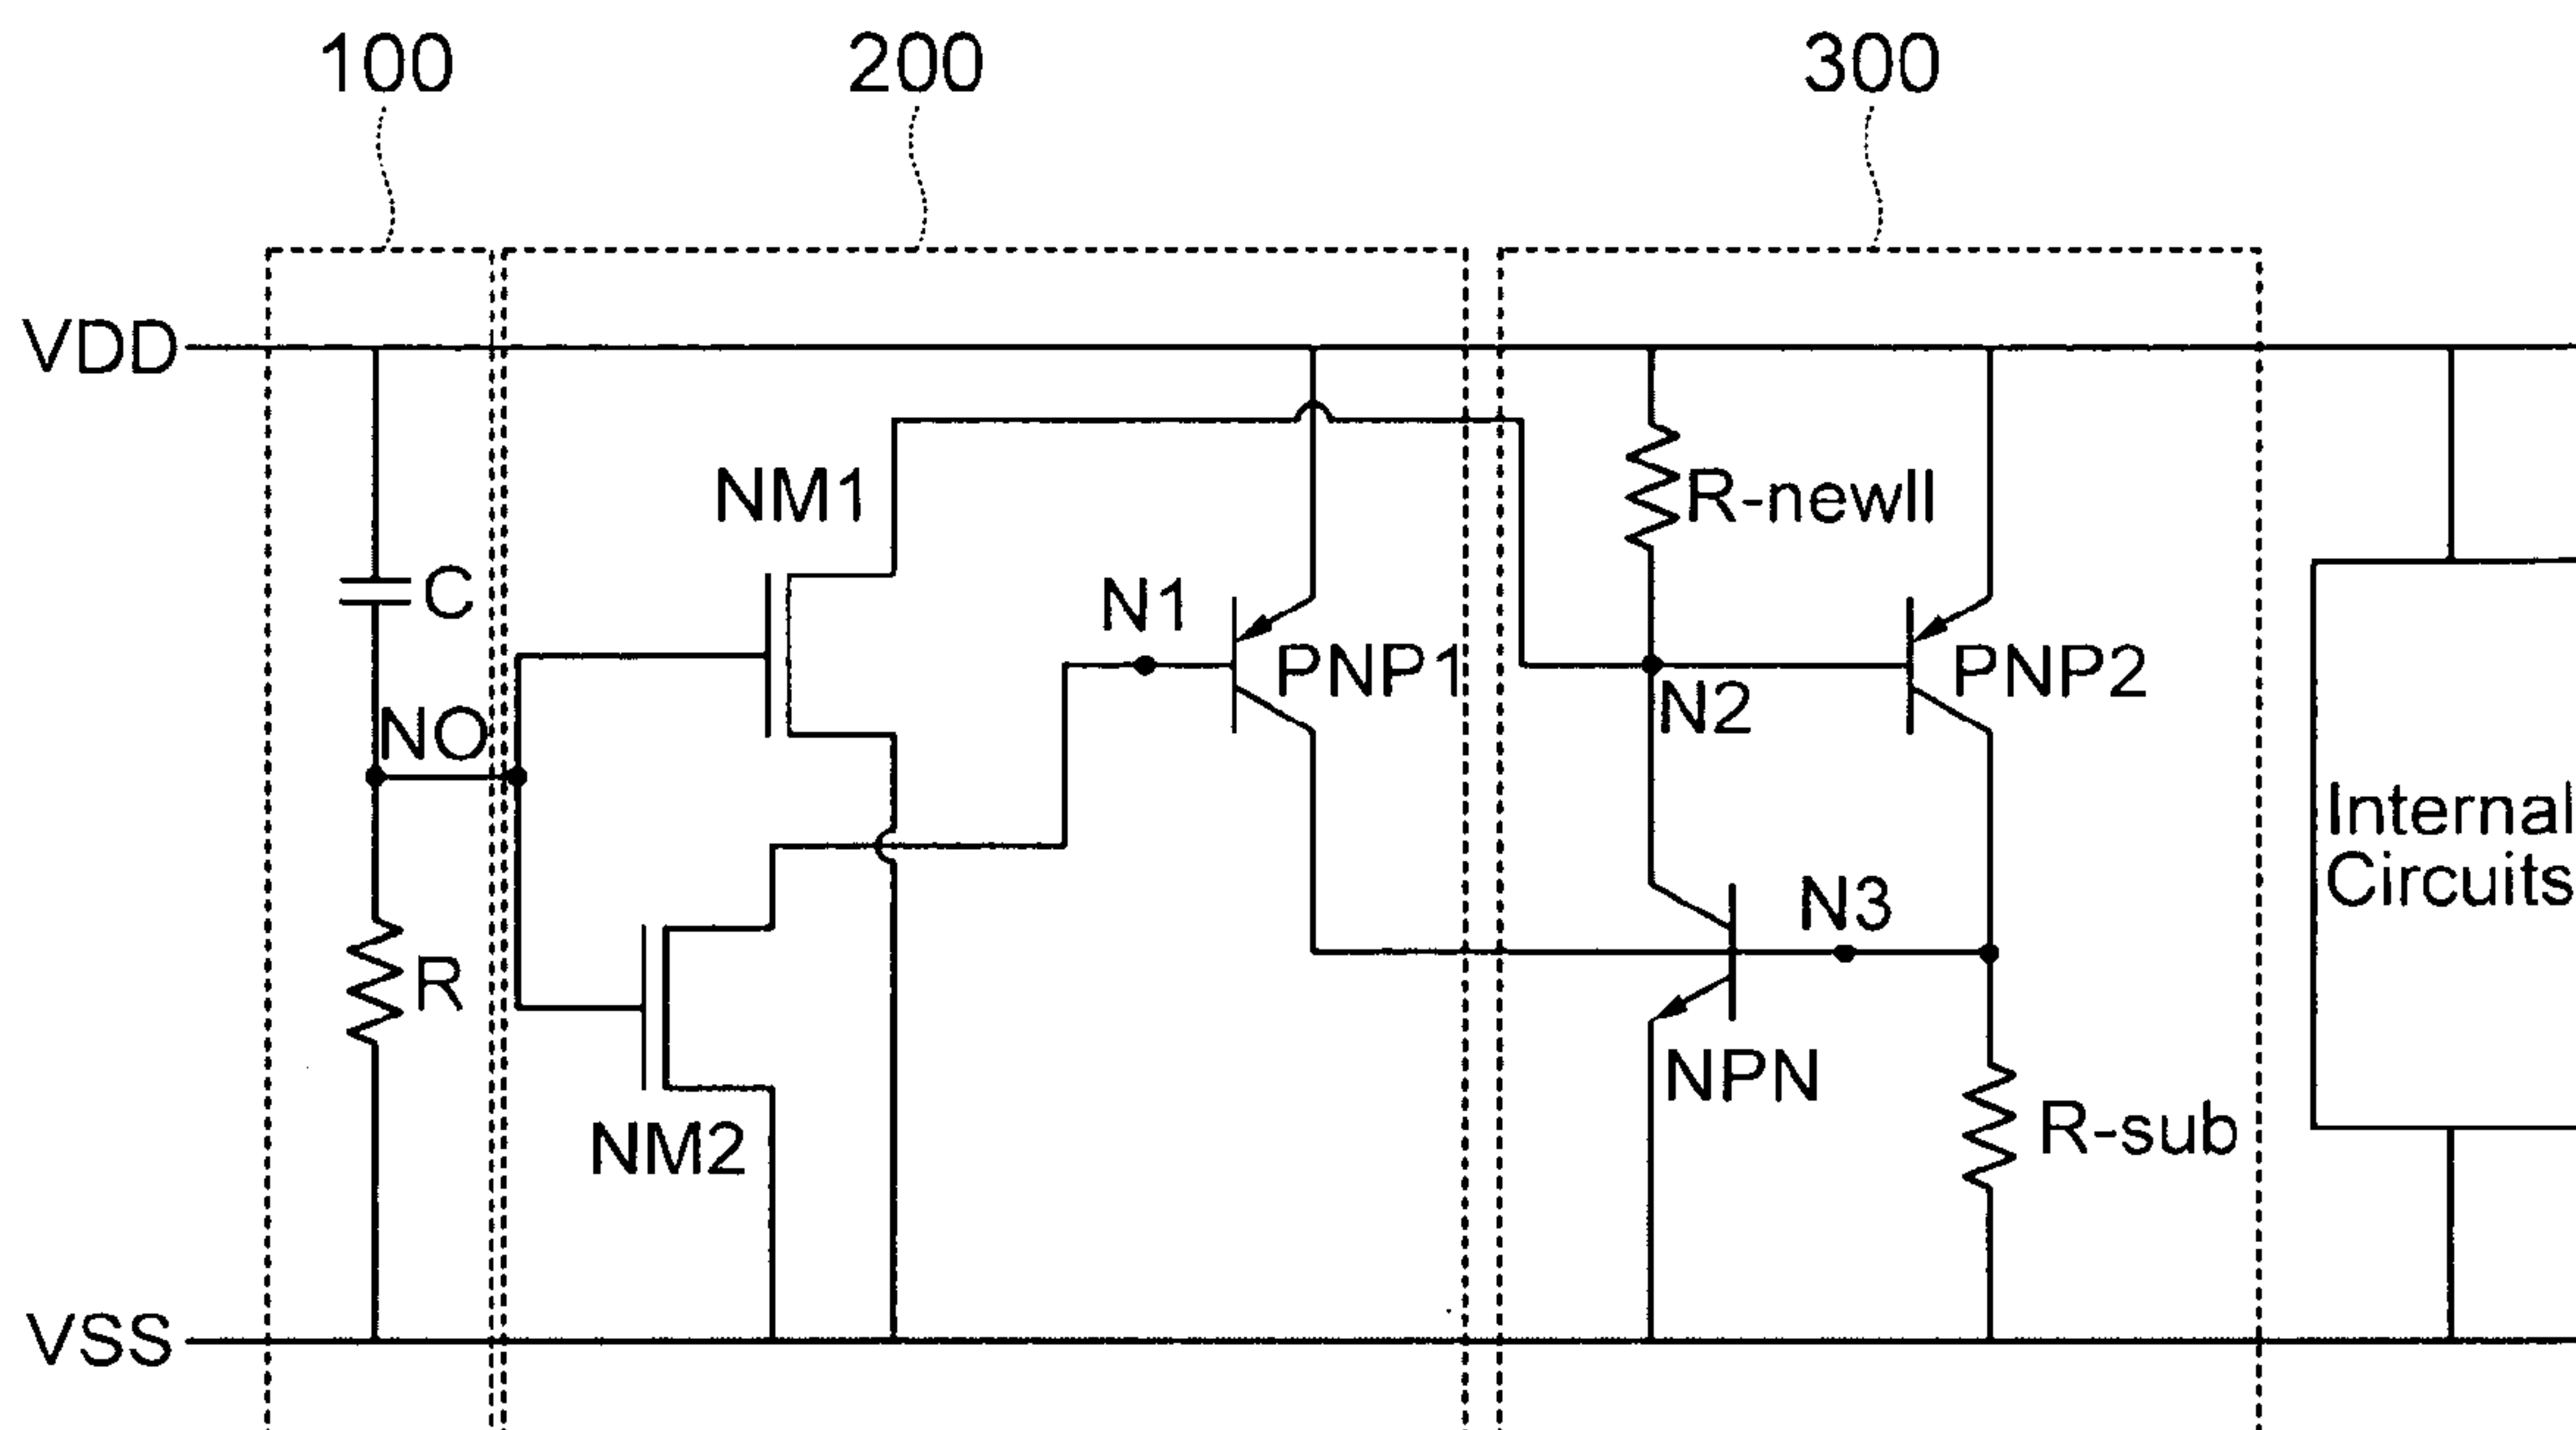 100
200
300
VDD
NM1
R-newll
C
N1
PNP1
PNP2
NO
N2
Internal
Circuits
N3
R
NPN
R-sub
NM2
VSS